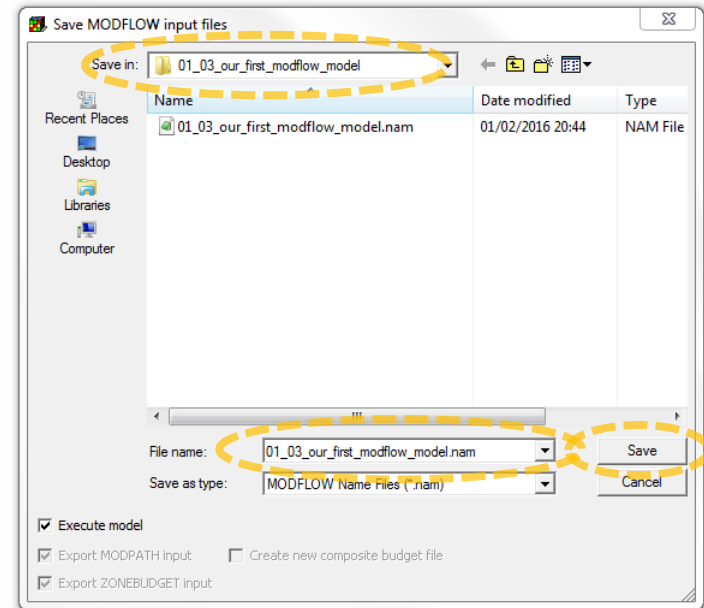 Save MODFLOW input files
Save in: 01_03_our_first_modflow_model
Recent Places
Desktop
Libraries
Computer
Name Date modified Type
01_03_our_first_modflow_model.nam 01/02/2016 20:44 NAM File
File name: 01_03_our_first_modflow_model.nam Save
Save as type: MODFLOW Name Files (*.nam) Cancel
Execute model
Export MODPATH input Create new composite budget file
Export ZONEBUDGET input